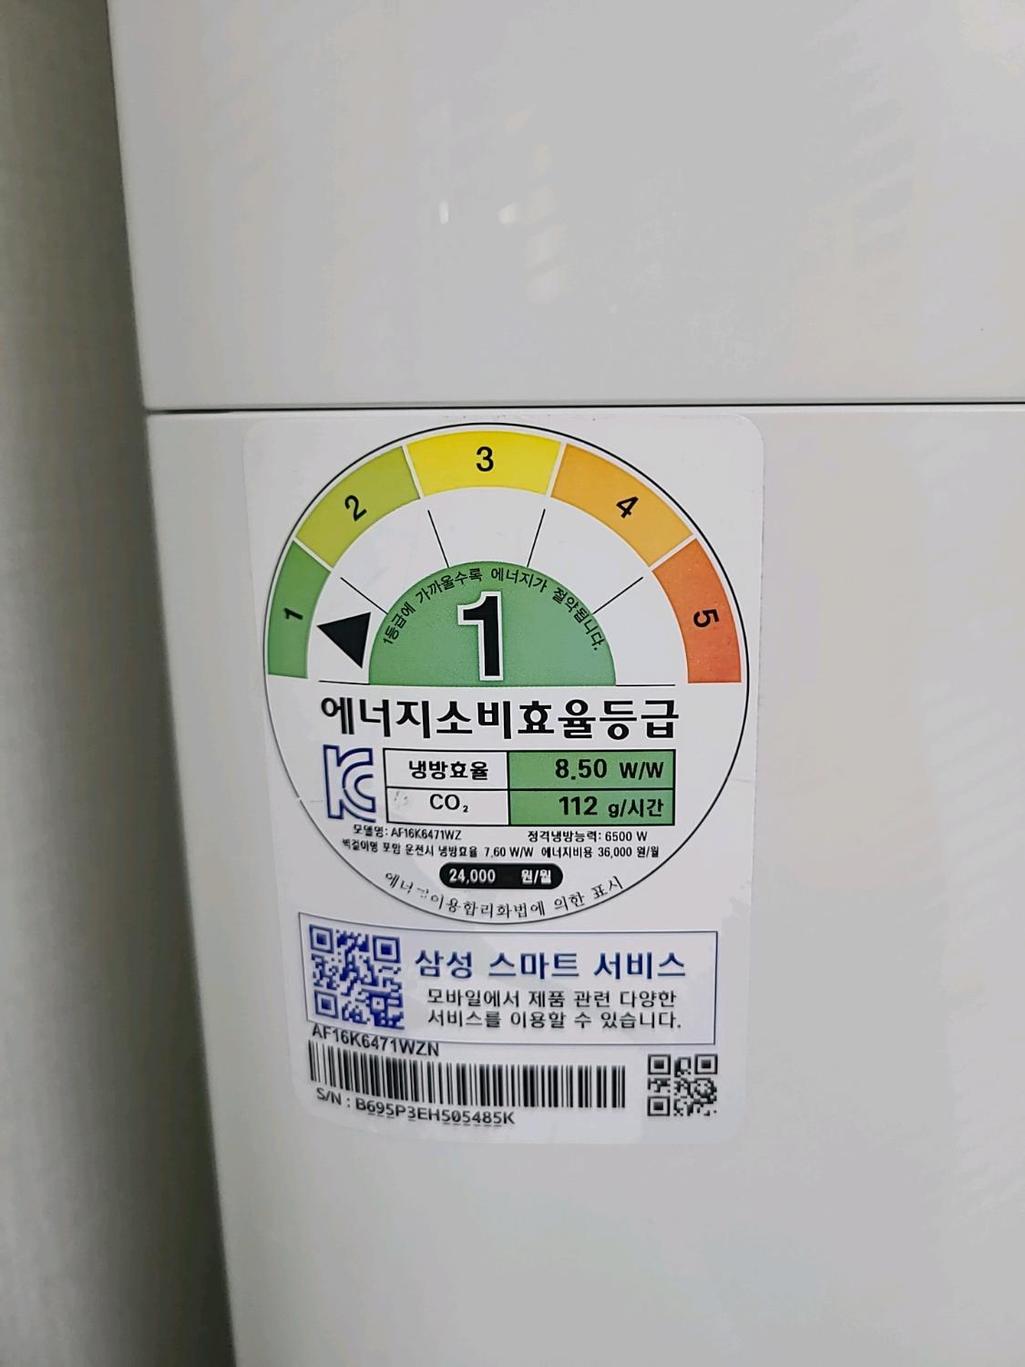 1
2
3
4
5
1등급에 가까울수록 에너지가 절약됩니다.
1
에너지소비효율등급
냉방효율 8.50 W/W
CO₂ 112 g/시간
모델명: AF16K6471WZ 정격냉방능력: 6500 W
벽걸이형 포함 운전시 냉방효율 7.60 W/W 에너지비용 36,000 원/월
24,000 원/월
에너지이용합리화법에 의한 표시
삼성 스마트 서비스
모바일에서 제품 관련 다양한
서비스를 이용할 수 있습니다.
AF16K6471WZN
S/N : B695P3EH505485K